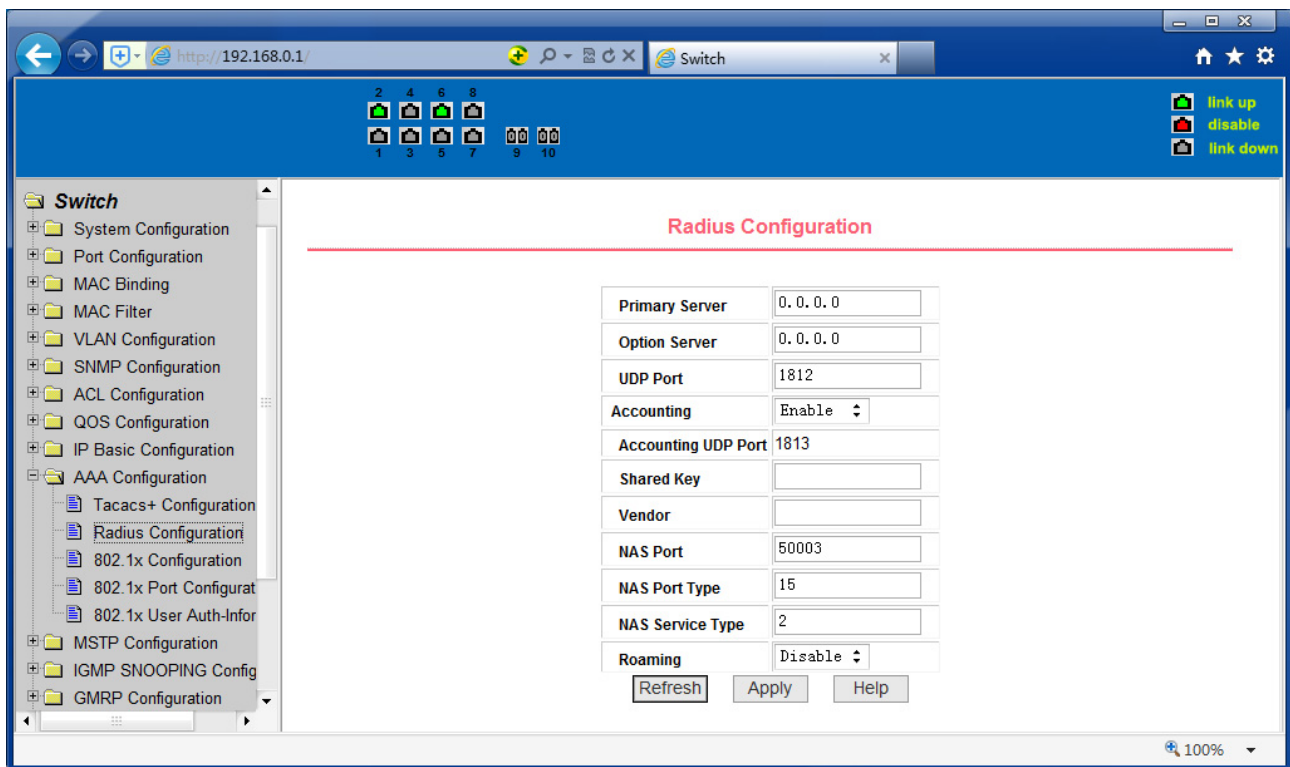 http://192.168.0.1/
Switch
2 4 6 8
1 3 5 7 9 10
link up
disable
link down
Switch
System Configuration
Port Configuration
MAC Binding
MAC Filter
VLAN Configuration
SNMP Configuration
ACL Configuration
QOS Configuration
IP Basic Configuration
AAA Configuration
Tacacs+ Configuration
Radius Configuration
802.1x Configuration
802.1x Port Configurat
802.1x User Auth-Infor
MSTP Configuration
IGMP SNOOPING Config
GMRP Configuration
Radius Configuration
Primary Server 0.0.0.0
Option Server 0.0.0.0
UDP Port 1812
Accounting Enable
Accounting UDP Port 1813
Shared Key
Vendor
NAS Port 50003
NAS Port Type 15
NAS Service Type 2
Roaming Disable
Refresh Apply Help
100%